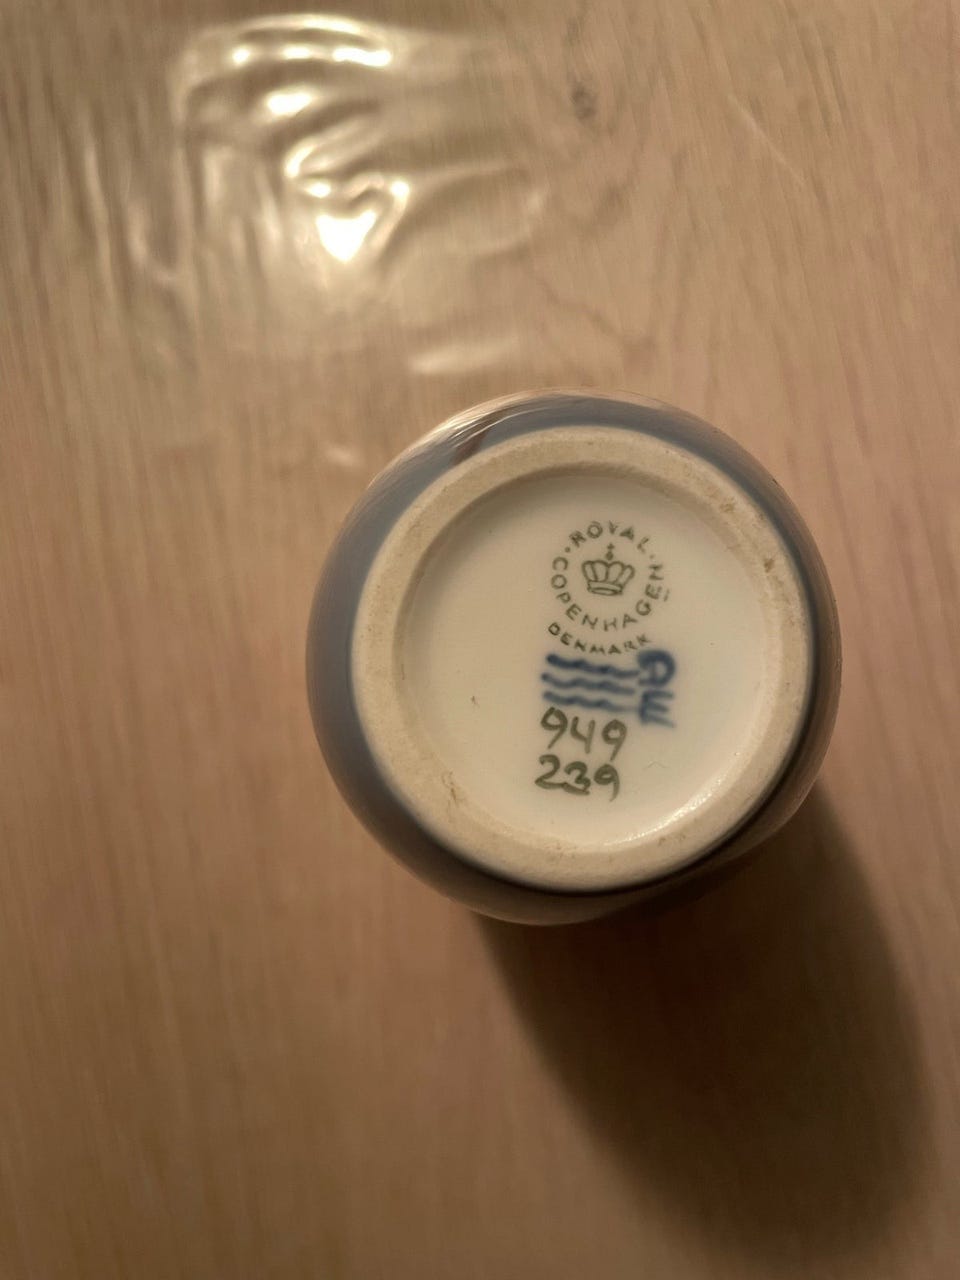 ROYAL
COPENHAGEN
DENMARK
949
239